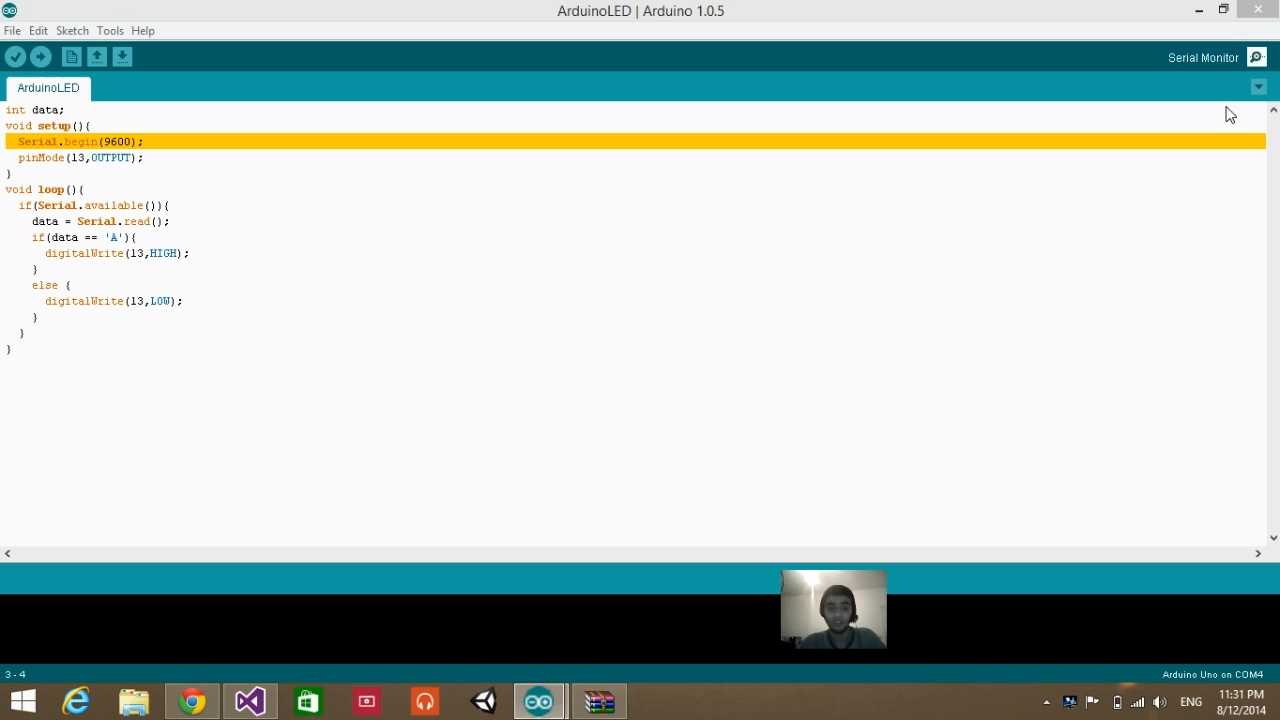 ArduinoLED | Arduino 1.0.5
File Edit Sketch Tools Help
Serial Monitor
ArduinoLED
int data;
void setup(){
Serial.begin(9600);
pinMode(13,OUTPUT);
}
void loop(){
if(Serial.available()){
data = Serial.read();
if(data == 'A'){
digitalWrite(13,HIGH);
}
else {
digitalWrite(13,LOW);
}
}
}
3 - 4
Arduino Uno on COM4
ENG
11:31 PM
8/12/2014